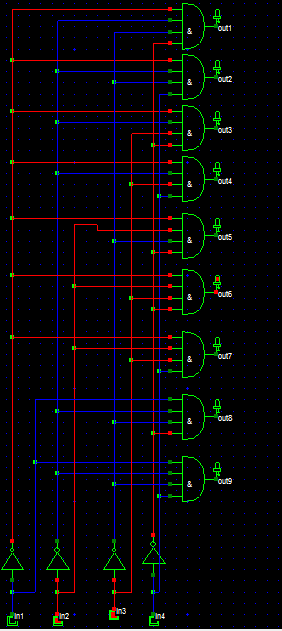 &
out1
&
out2
&
out3
&
out4
&
out5
&
out6
&
out7
&
out8
&
out9
In1
In2
In3
In4